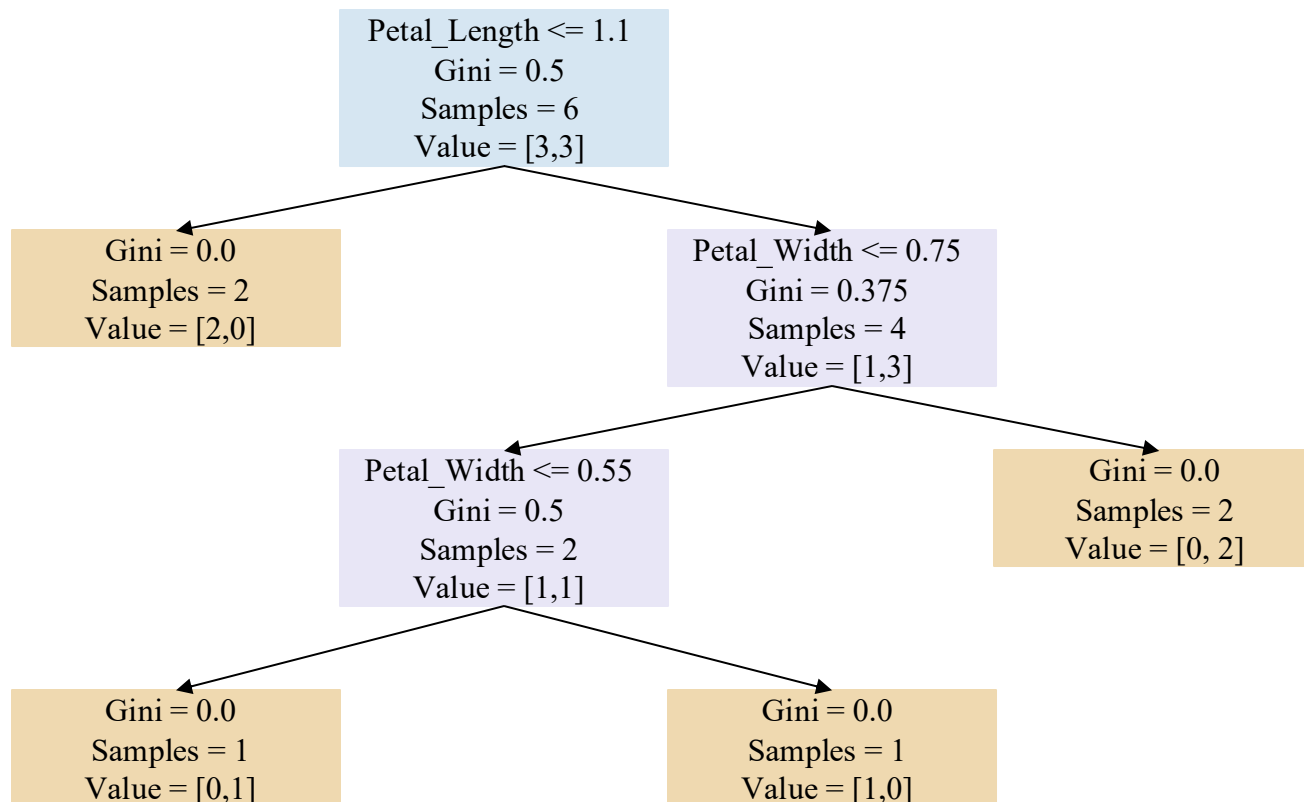 Petal_Length <= 1.1
Gini = 0.5
Samples = 6
Value = [3,3]
Gini = 0.0
Samples = 2
Value = [2,0]
Petal_Width <= 0.75
Gini = 0.375
Samples = 4
Value = [1,3]
Petal_Width <= 0.55
Gini = 0.5
Samples = 2
Value = [1,1]
Gini = 0.0
Samples = 2
Value = [0, 2]
Gini = 0.0
Samples = 1
Value = [0,1]
Gini = 0.0
Samples = 1
Value = [1,0]